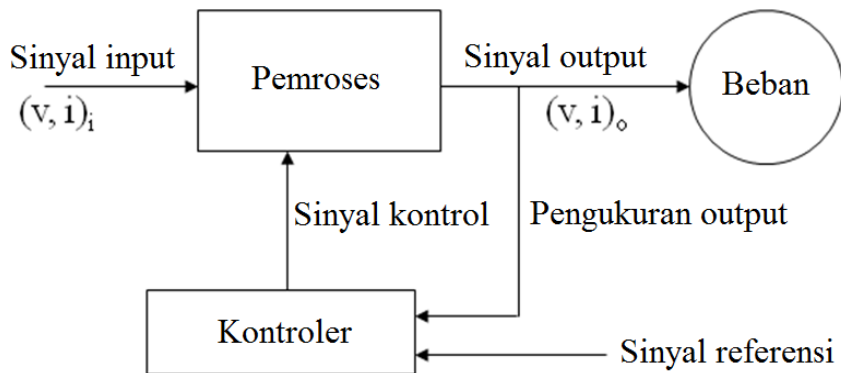 Sinyal input
(v, i)i
Pemroses
Sinyal output
(v, i)o
Beban
Sinyal kontrol
Pengukuran output
Kontroler
Sinyal referensi